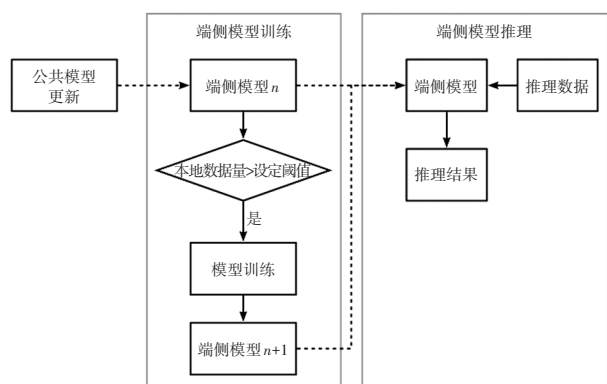 端侧模型训练
端侧模型推理
公共模型
更新
端侧模型n
端侧模型
推理数据
本地数据量>设定阈值
推理结果
是
模型训练
端侧模型n+1